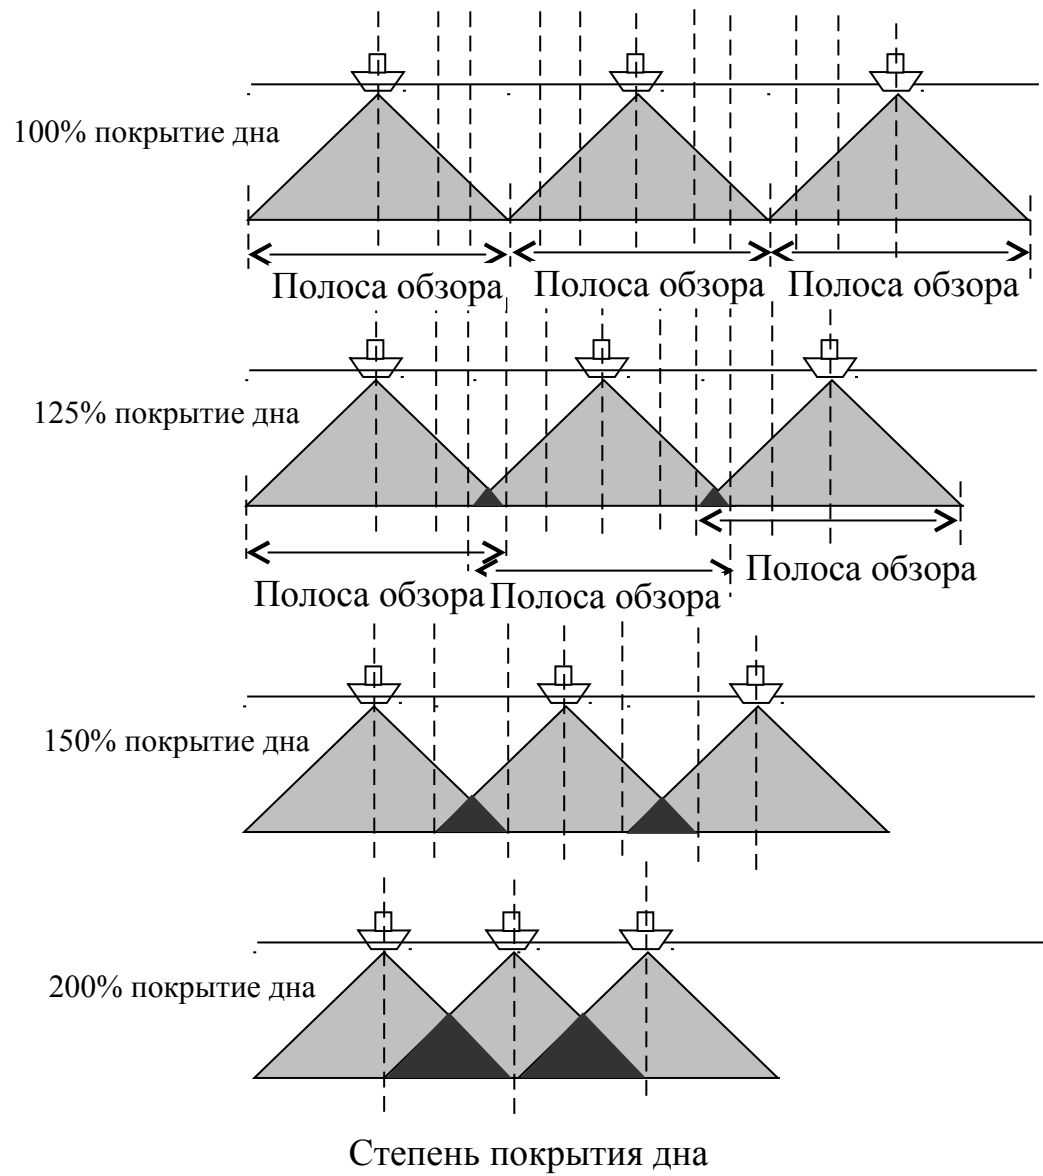 100% покрытие дна
Полоса обзора Полоса обзора Полоса обзора
125% покрытие дна
Полоса обзора
Полоса обзора Полоса обзора
150% покрытие дна
200% покрытие дна
Степень покрытия дна